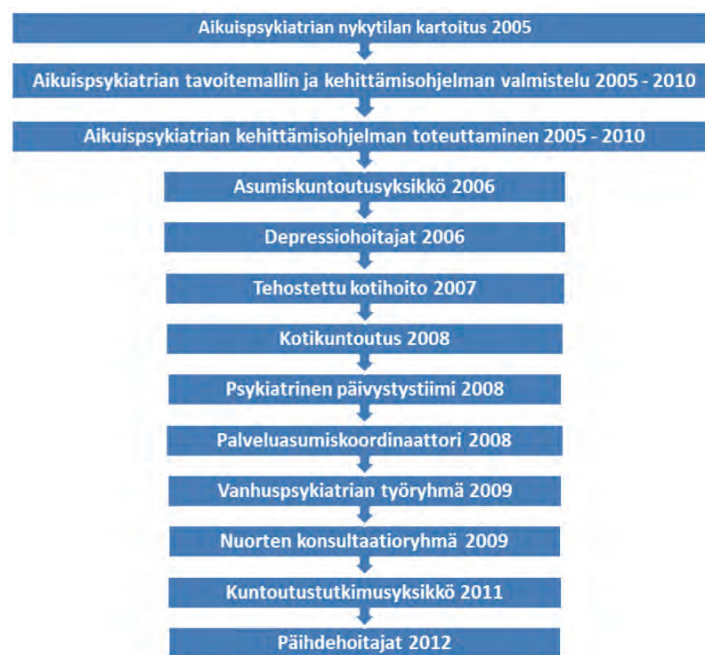 Aikuispsykiatrian nykytilan kartoitus 2005
Aikuispsykiatrian tavoitemallin ja kehittämisohjelman valmistelu 2005 - 2010
Aikuispsykiatrian kehittämisohjelman toteuttaminen 2005 - 2010
Asumiskuntoutusyksikkö 2006
Depressiohoitajat 2006
Tehostettu kotihoito 2007
Kotikuntoutus 2008
Psykiatrinen päivystystiimi 2008
Palveluasumiskoordinaattori 2008
Vanhuspsykiatrian työryhmä 2009
Nuorten konsultaatioryhmä 2009
Kuntoutustutkimusyksikkö 2011
Päihdehoitajat 2012